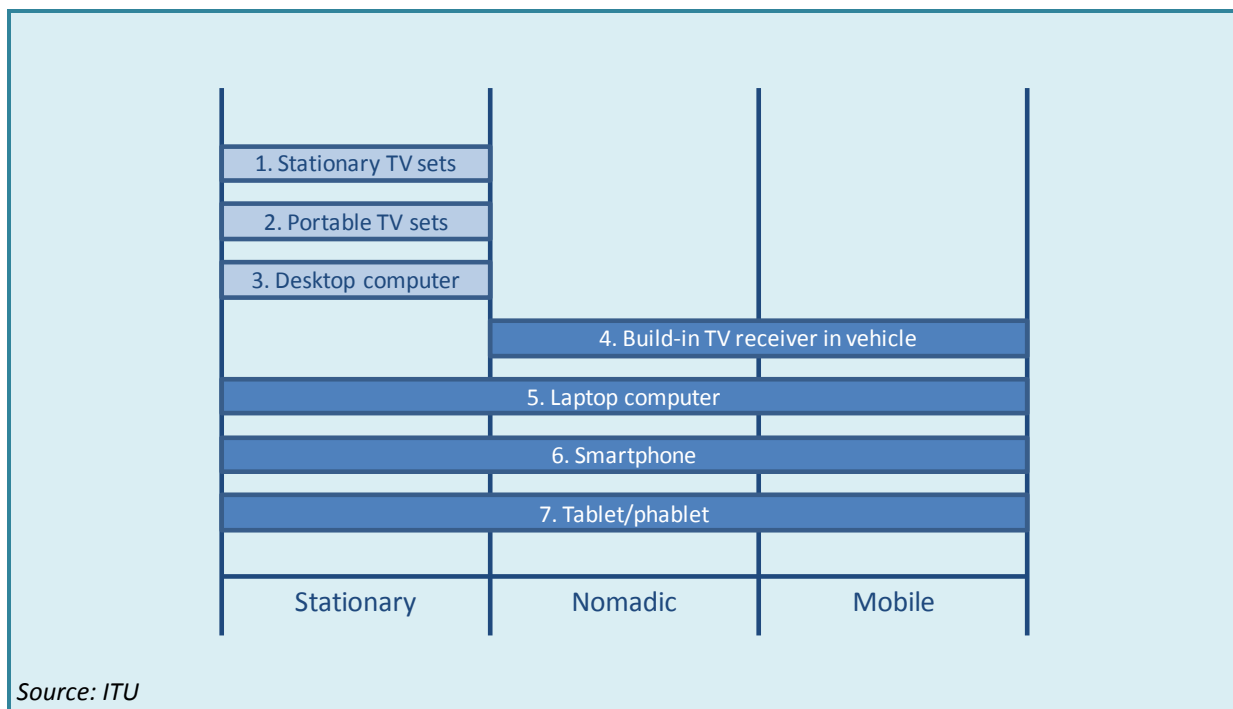 1. Stationary TV sets
2. Portable TV sets
3. Desktop computer
4. Build-in TV receiver in vehicle
5. Laptop computer
6. Smartphone
7. Tablet/phablet
Stationary Nomadic Mobile
Source: ITU